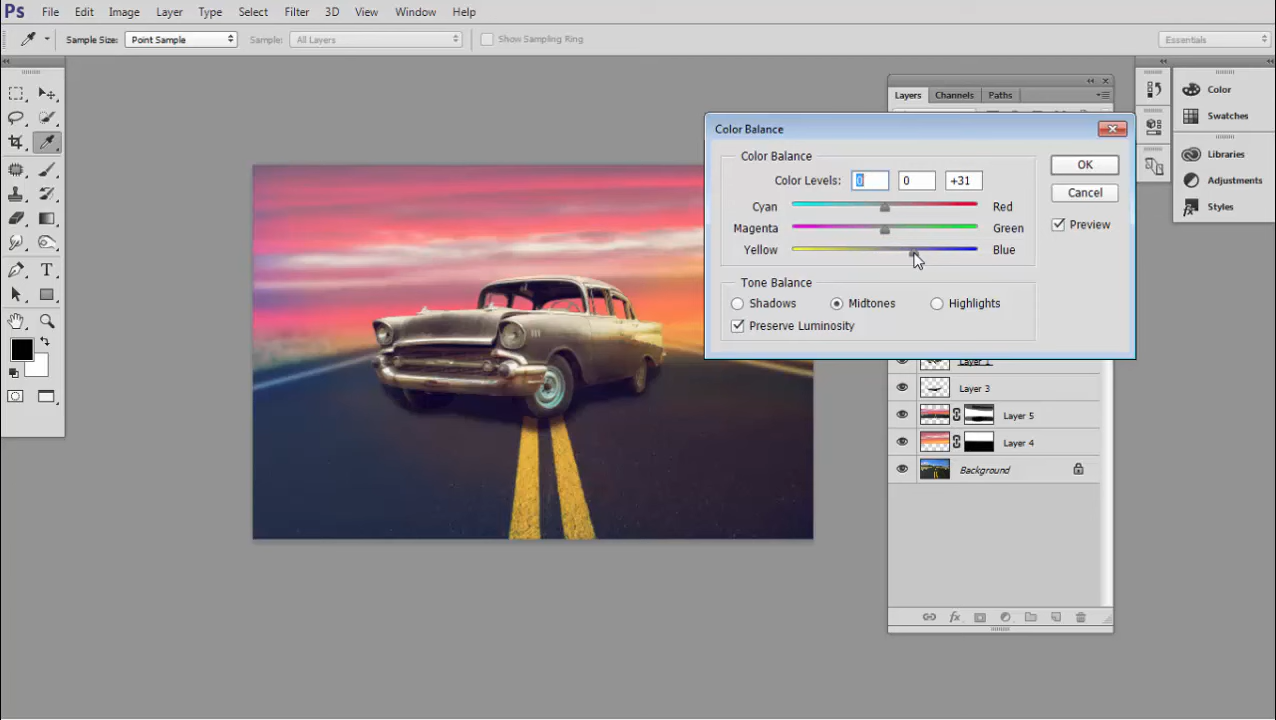 Ps File Edit Image Layer Type Select Filter 3D View Window Help
Sample Size: Point Sample Sample: All Layers Show Sampling Ring Essentials
Layers Channels Paths
Color
Swatches
Libraries
Adjustments
Styles
Color Balance
Color Balance
Color Levels: 0 0 +31
Cyan Red
Magenta Green
Yellow Blue
OK
Cancel
Preview
Tone Balance
Shadows Midtones Highlights
Preserve Luminosity
Layer 1
Layer 3
Layer 5
Layer 4
Background
T
fx